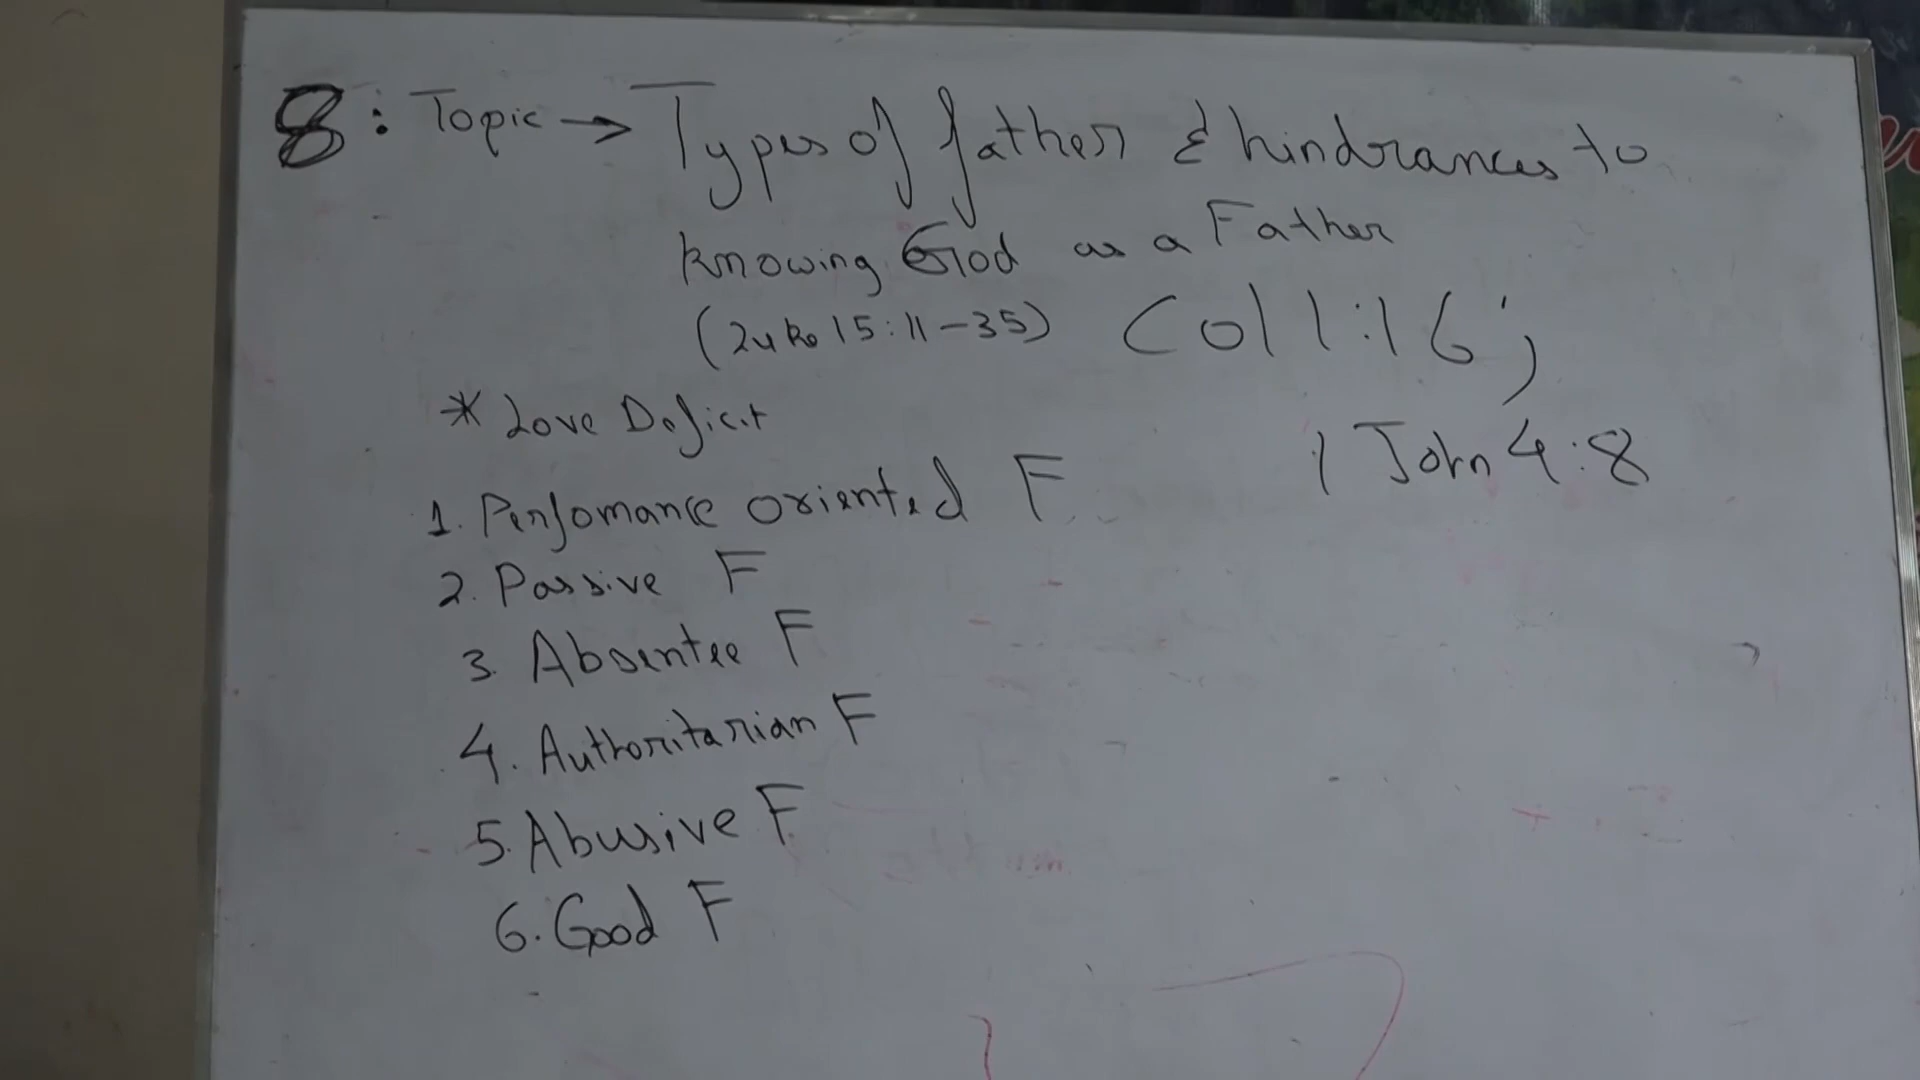 8: Topic → Types of father & hindrances to
knowing God as a Father
(Luke 15:11-35) Col 1:16;
1 John 4:8
* Love Deficit
1. Perfomance oriented F
2. Passive F
3. Absentee F
4. Authoritarian F
5. Abusive F
6. Good F